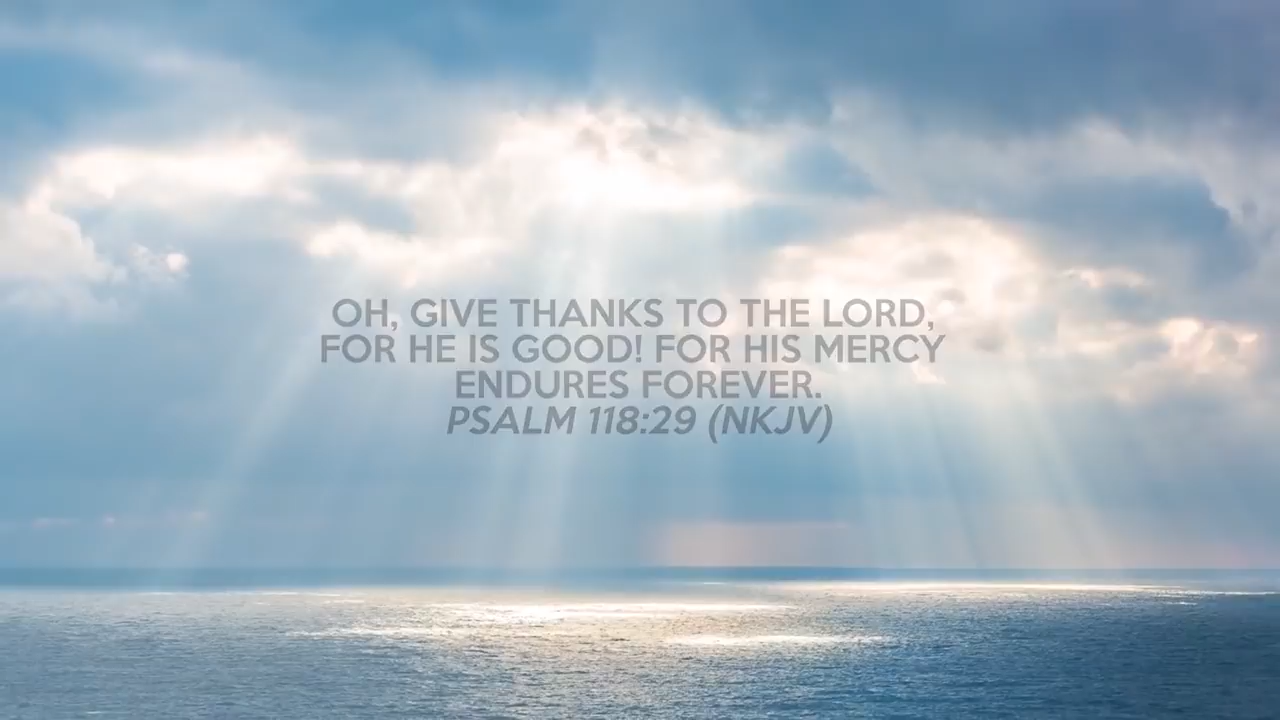 OH, GIVE THANKS TO THE LORD,
FOR HE IS GOOD! FOR HIS MERCY
ENDURES FOREVER.
PSALM 118:29 (NKJV)